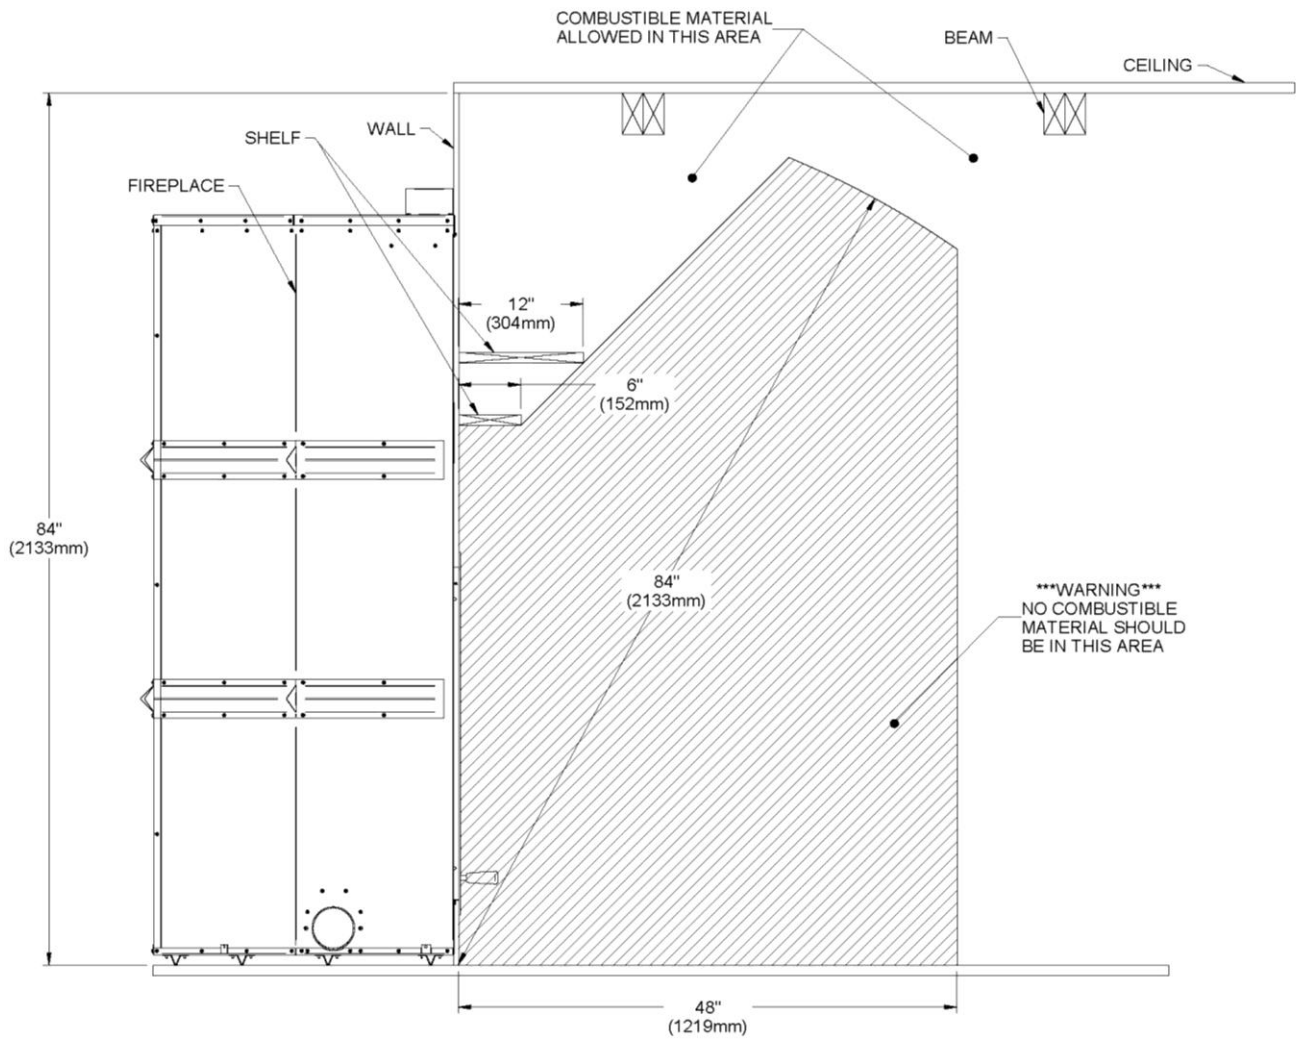 COMBUSTIBLE MATERIAL
ALLOWED IN THIS AREA
BEAM
CEILING
WALL
SHELF
FIREPLACE
12"
(304mm)
6"
(152mm)
84"
(2133mm)
84"
(2133mm)
***WARNING***
NO COMBUSTIBLE
MATERIAL SHOULD
BE IN THIS AREA
48"
(1219mm)